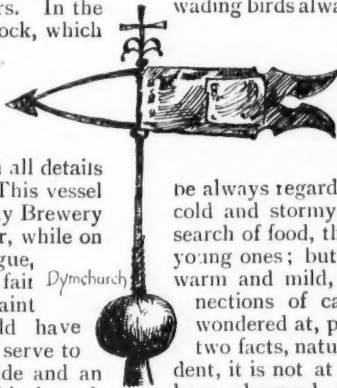 rs. In the
ock, which
all details
This vessel
y Brewery
r, while on
gue,
fait
aint
ld have
serve to
de and an
Dymchurch
wading birds alwa
be always regard
cold and stormy
search of food, th
young ones; but
warm and mild,
nections of ca
wondered at, p
two facts, natu
dent, it is not at